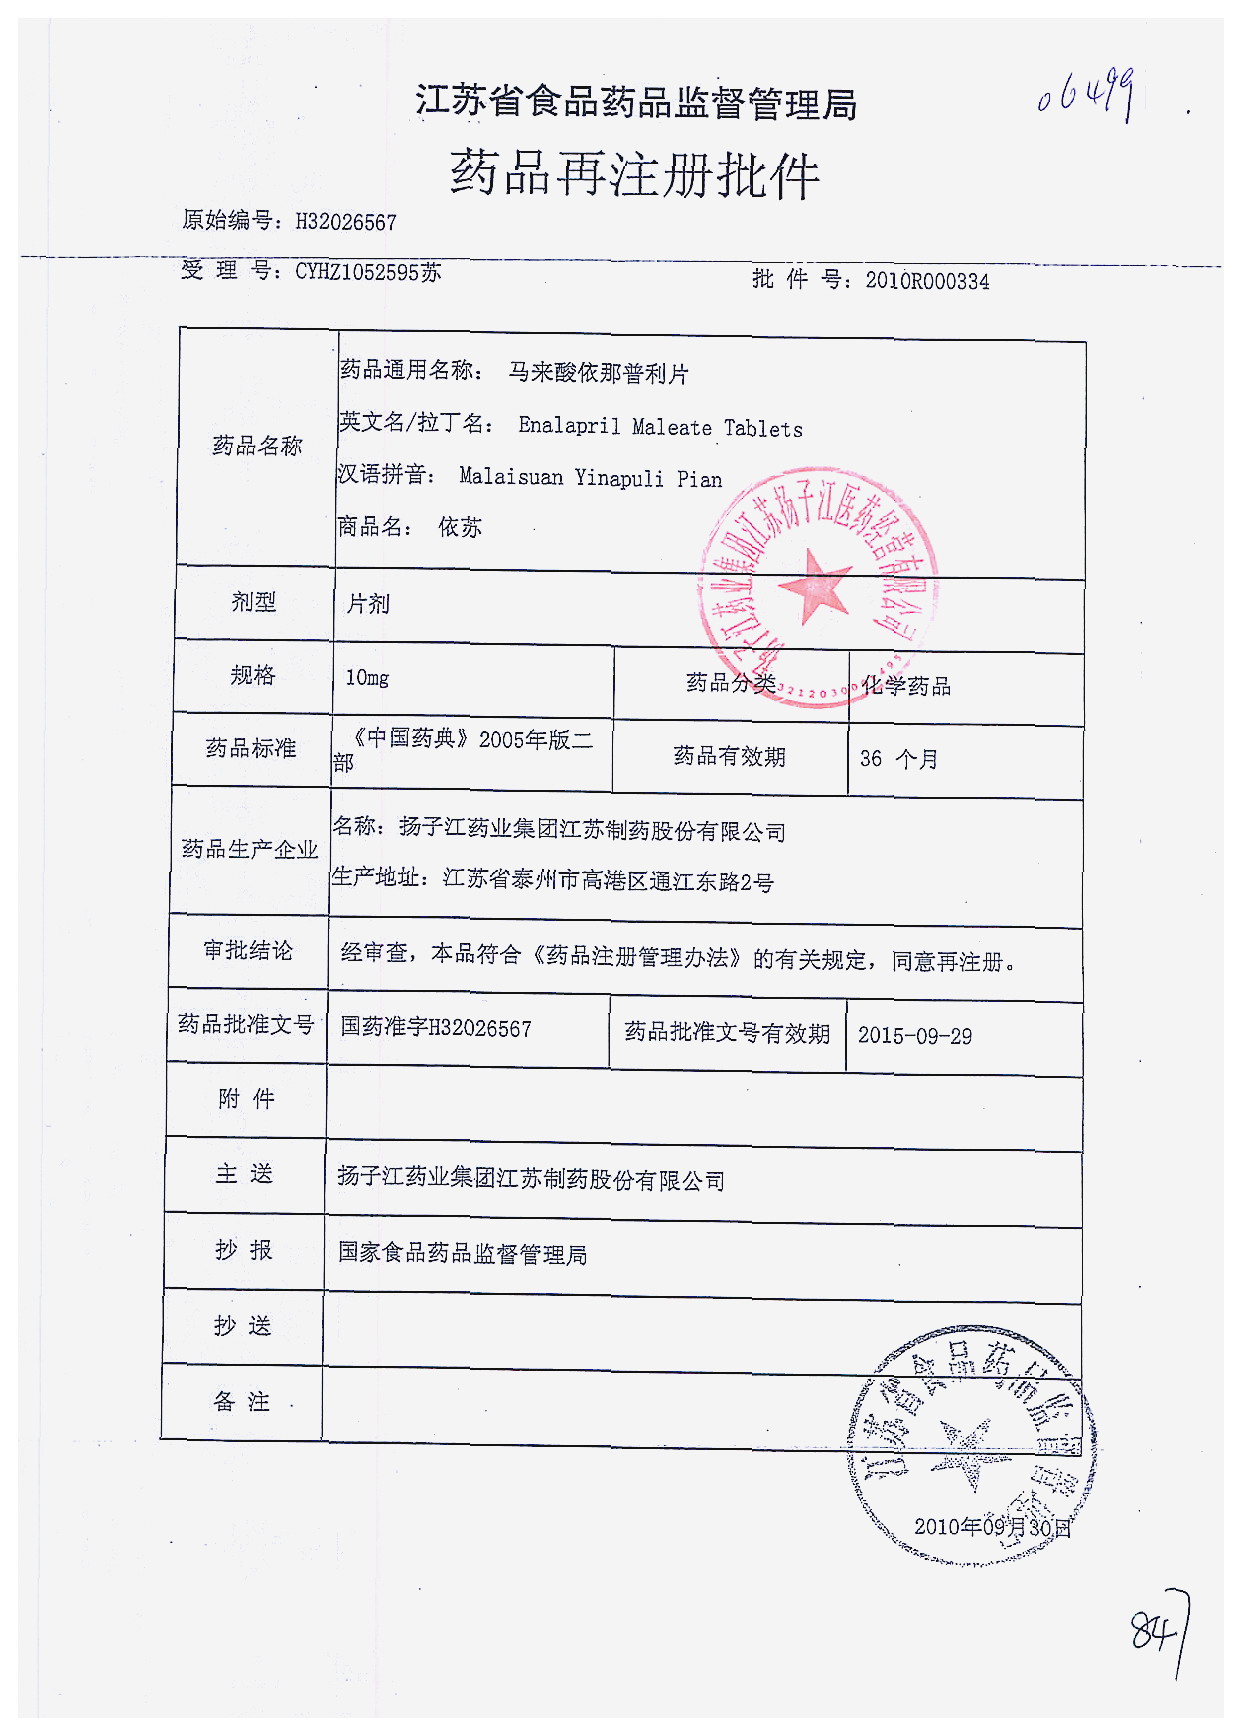 06499
江苏省食品药品监督管理局
药品再注册批件
原始编号：H32026567
受 理 号：CYHZ1052595苏
批 件 号：2010R000334
药品名称
药品通用名称： 马来酸依那普利片
英文名/拉丁名： Enalapril Maleate Tablets
汉语拼音： Malaisuan Yinapuli Pian
商品名： 依苏
扬子江药业集团江苏扬子江医药经营有限公司
剂型 片剂
规格 10mg 药品分类 化学药品
药品标准 《中国药典》2005年版二
部
药品有效期 36 个月
药品生产企业
名称：扬子江药业集团江苏制药股份有限公司
生产地址：江苏省泰州市高港区通江东路2号
审批结论 经审查，本品符合《药品注册管理办法》的有关规定，同意再注册。
药品批准文号 国药准字H32026567 药品批准文号有效期 2015-09-29
附 件
主 送 扬子江药业集团江苏制药股份有限公司
抄 报 国家食品药品监督管理局
抄 送
备 注
江苏省食品药品监督管理局
2010年09月30日
847